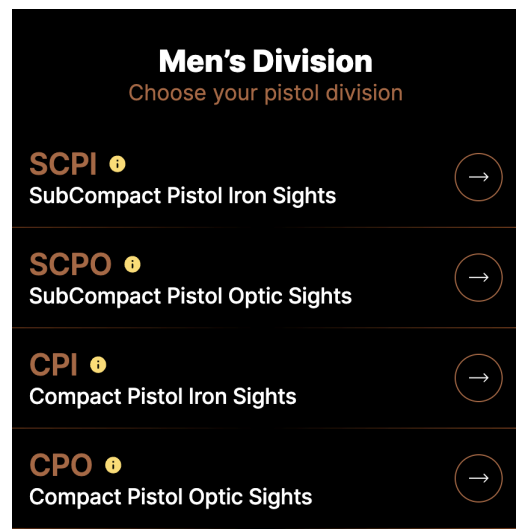 Men's Division
Choose your pistol division
SCPI
SubCompact Pistol Iron Sights
SCPO
SubCompact Pistol Optic Sights
CPI
Compact Pistol Iron Sights
CPO
Compact Pistol Optic Sights